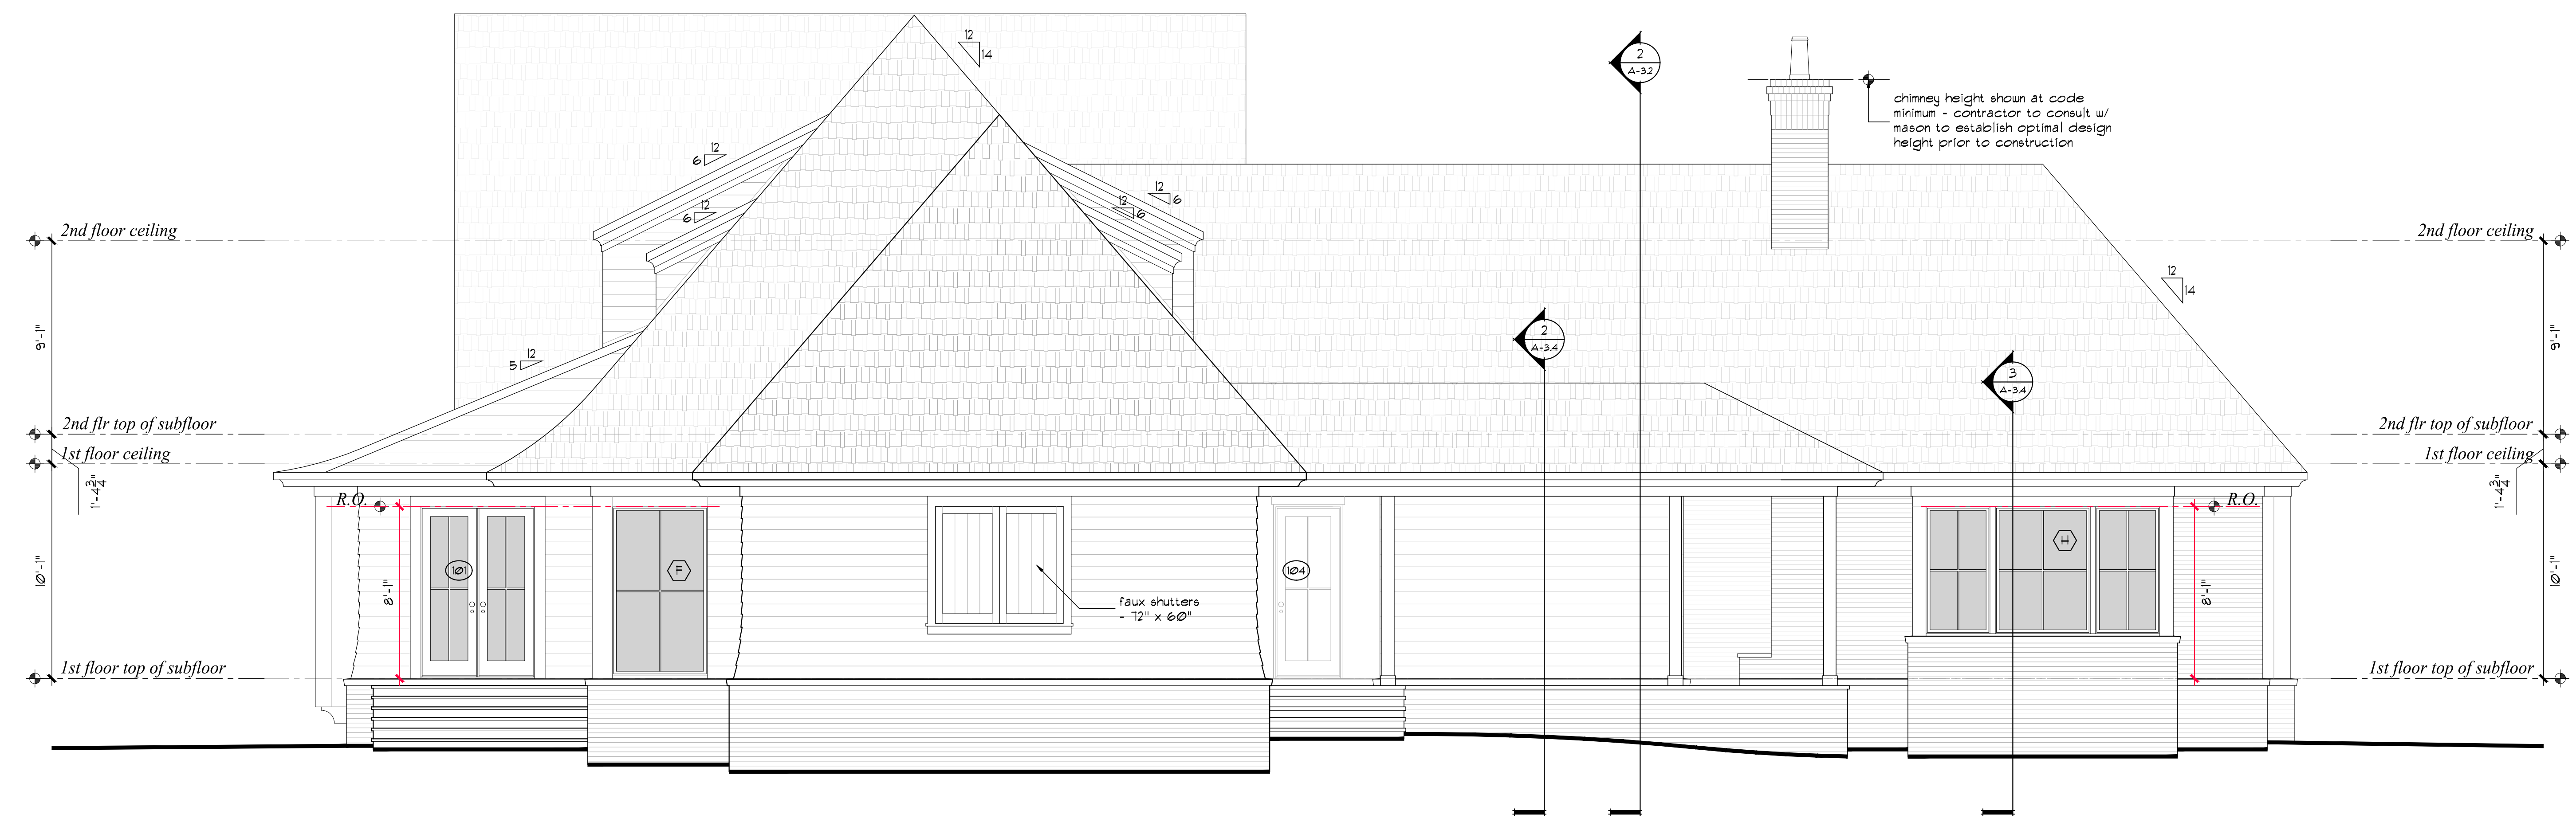 12
14
2
A-3.2
chimney height shown at code
minimum - contractor to consult w/
mason to establish optimal design
height prior to construction
12
6
12
6
12
6
12
6
2nd floor ceiling
2nd floor ceiling
12
14
9'-1"
9'-1"
12
5
2
A-3.4
3
A-3.4
2nd flr top of subfloor
2nd flr top of subfloor
1st floor ceiling
1st floor ceiling
1'-4 3/4"
1'-4 3/4"
R.O.
R.O.
101
F
104
H
10'-1"
8'-1"
faux shutters
- 72" x 60"
8'-1"
10'-1"
1st floor top of subfloor
1st floor top of subfloor